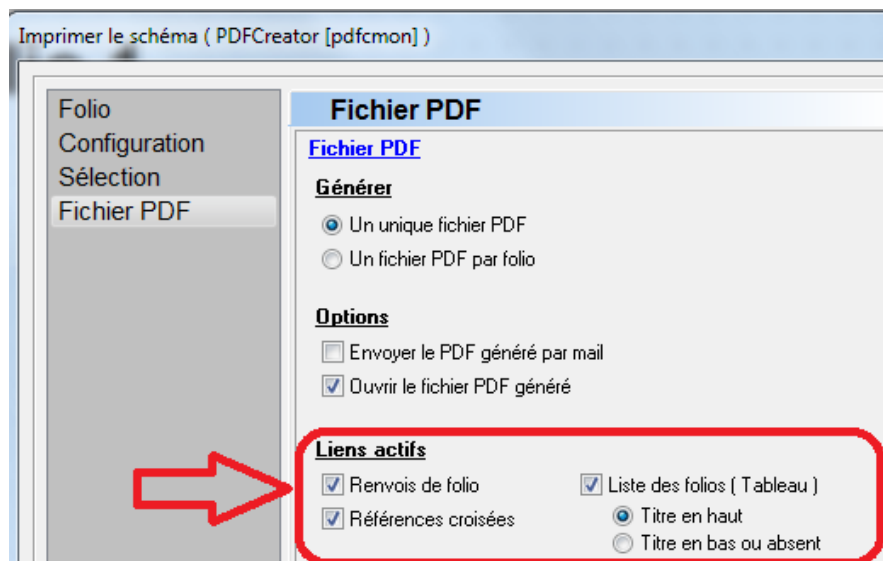 Imprimer le schéma ( PDFCreator [pdfcmon] )
Folio
Configuration
Sélection
Fichier PDF
Fichier PDF
Fichier PDF
Générer
Un unique fichier PDF
Un fichier PDF par folio
Options
Envoyer le PDF généré par mail
Ouvrir le fichier PDF généré
Liens actifs
Renvois de folio
Références croisées
Liste des folios ( Tableau )
Titre en haut
Titre en bas ou absent